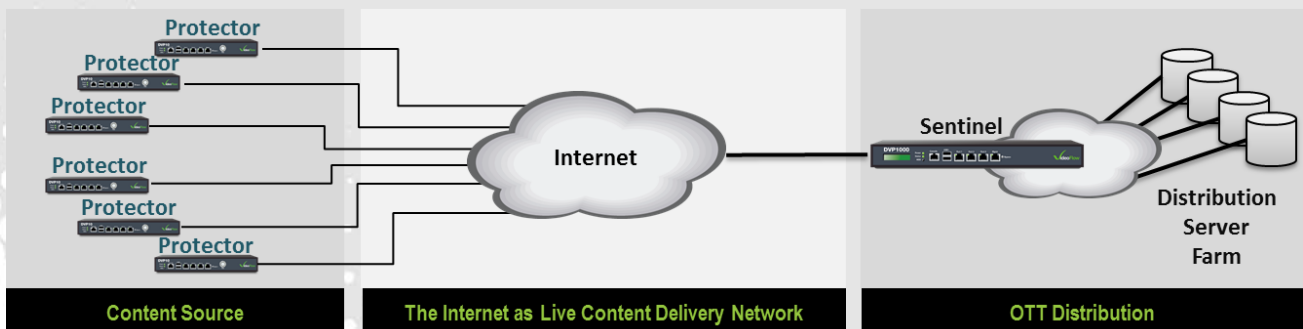 Protector
Protector
Protector
Protector
Protector
Protector
Internet
Sentinel
DVP1000
Distribution
Server
Farm
Content Source
The Internet as Live Content Delivery Network
OTT Distribution